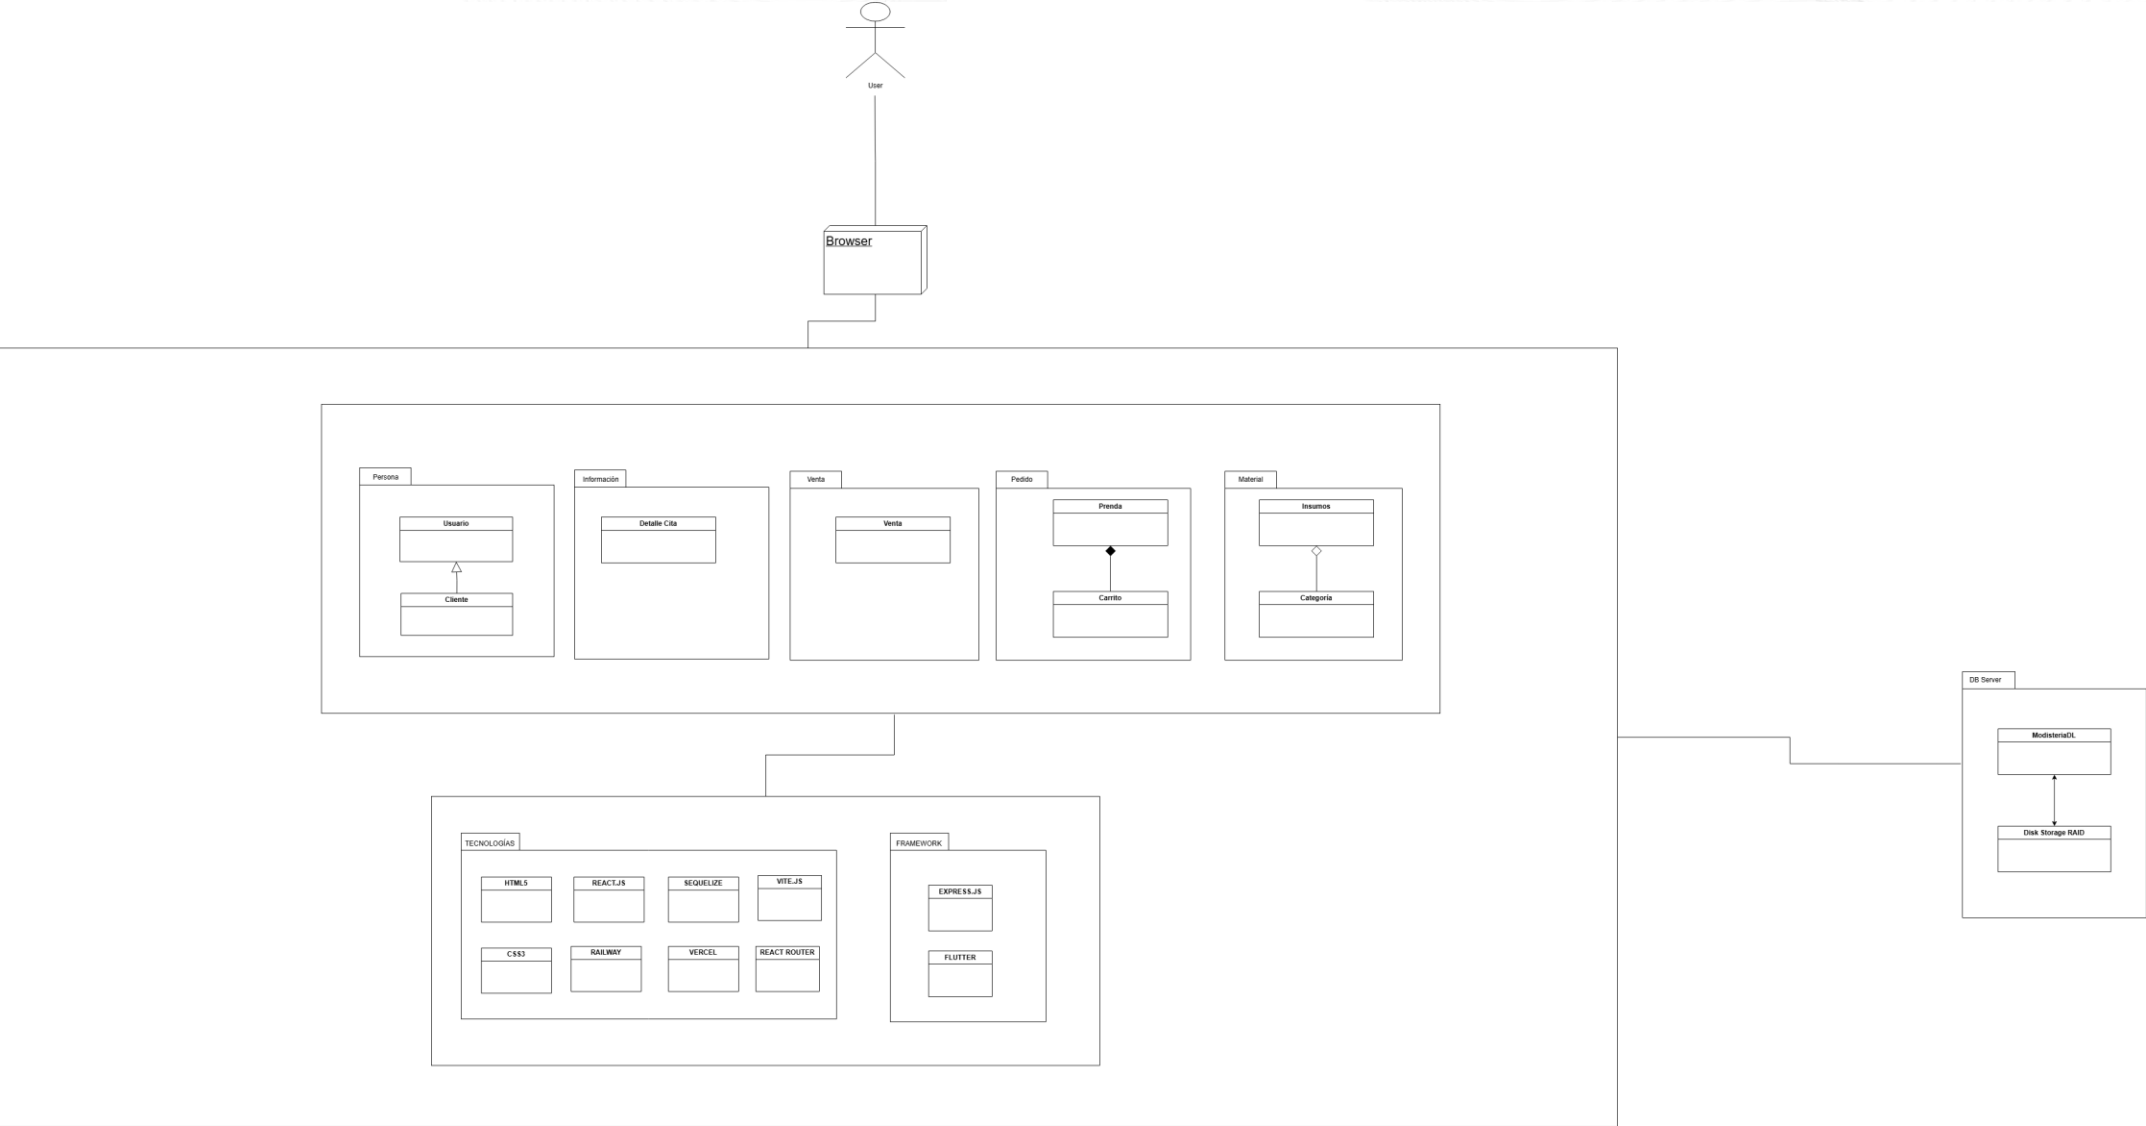 User
Browser
Persona
Información
Venta
Pedido
Material
Usuario
Detalle Cita
Venta
Prenda
Insumos
Cliente
Carrito
Categoría
DB Server
ModisteriaDL
Disk Storage RAID
TECNOLOGÍAS
FRAMEWORK
HTML5
REACT.JS
SEQUELIZE
VITE.JS
EXPRESS.JS
CSS3
RAILWAY
VERCEL
REACT ROUTER
FLUTTER